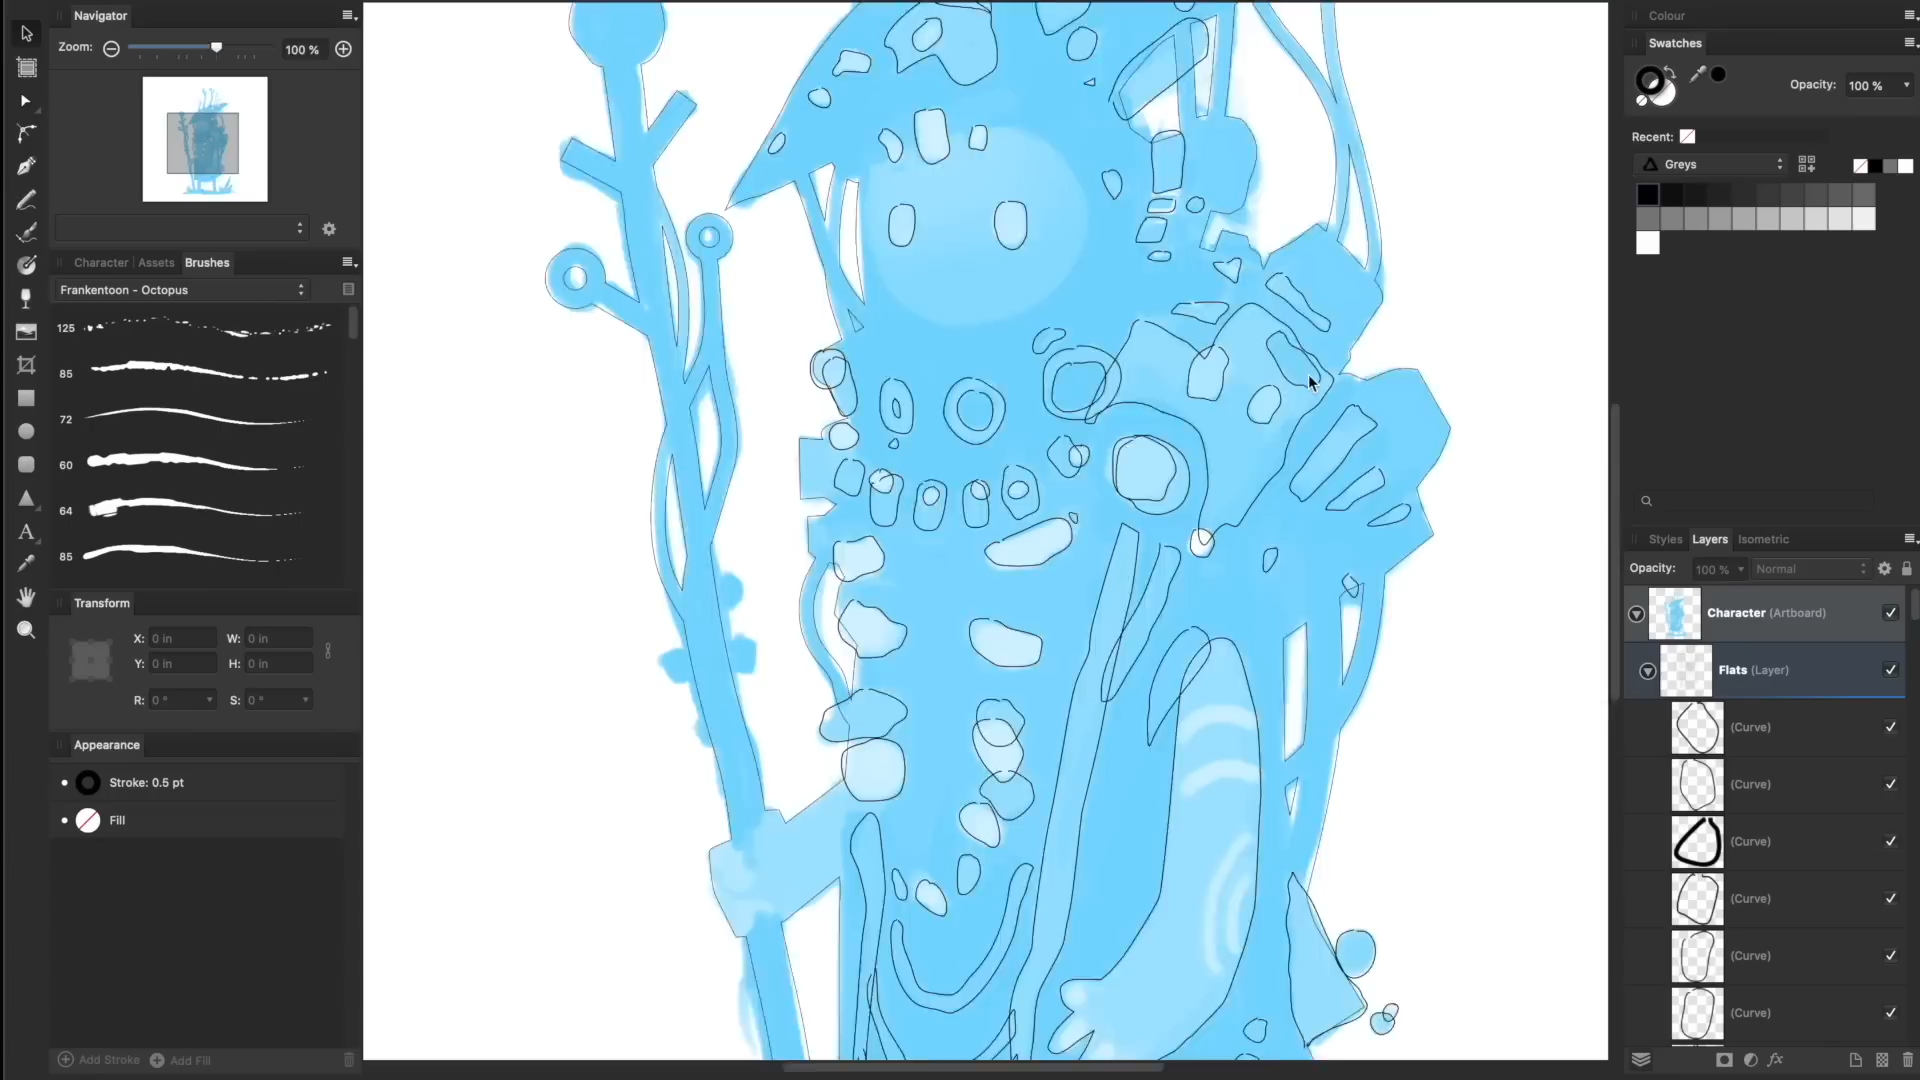 Navigator
Zoom: 100 %
Character Assets Brushes
Frankentoon - Octopus
125
85
72
60
64
85
Transform
X: 0 in W: 0 in
Y: 0 in H: 0 in
R: 0 ° S: 0 °
Appearance
Stroke: 0.5 pt
Fill
Add Stroke Add Fill
Colour
Swatches
Opacity: 100 %
Recent:
Greys
Styles Layers Isometric
Opacity: 100 % Normal
Character (Artboard)
Flats (Layer)
(Curve)
(Curve)
(Curve)
(Curve)
(Curve)
(Curve)
fx
A